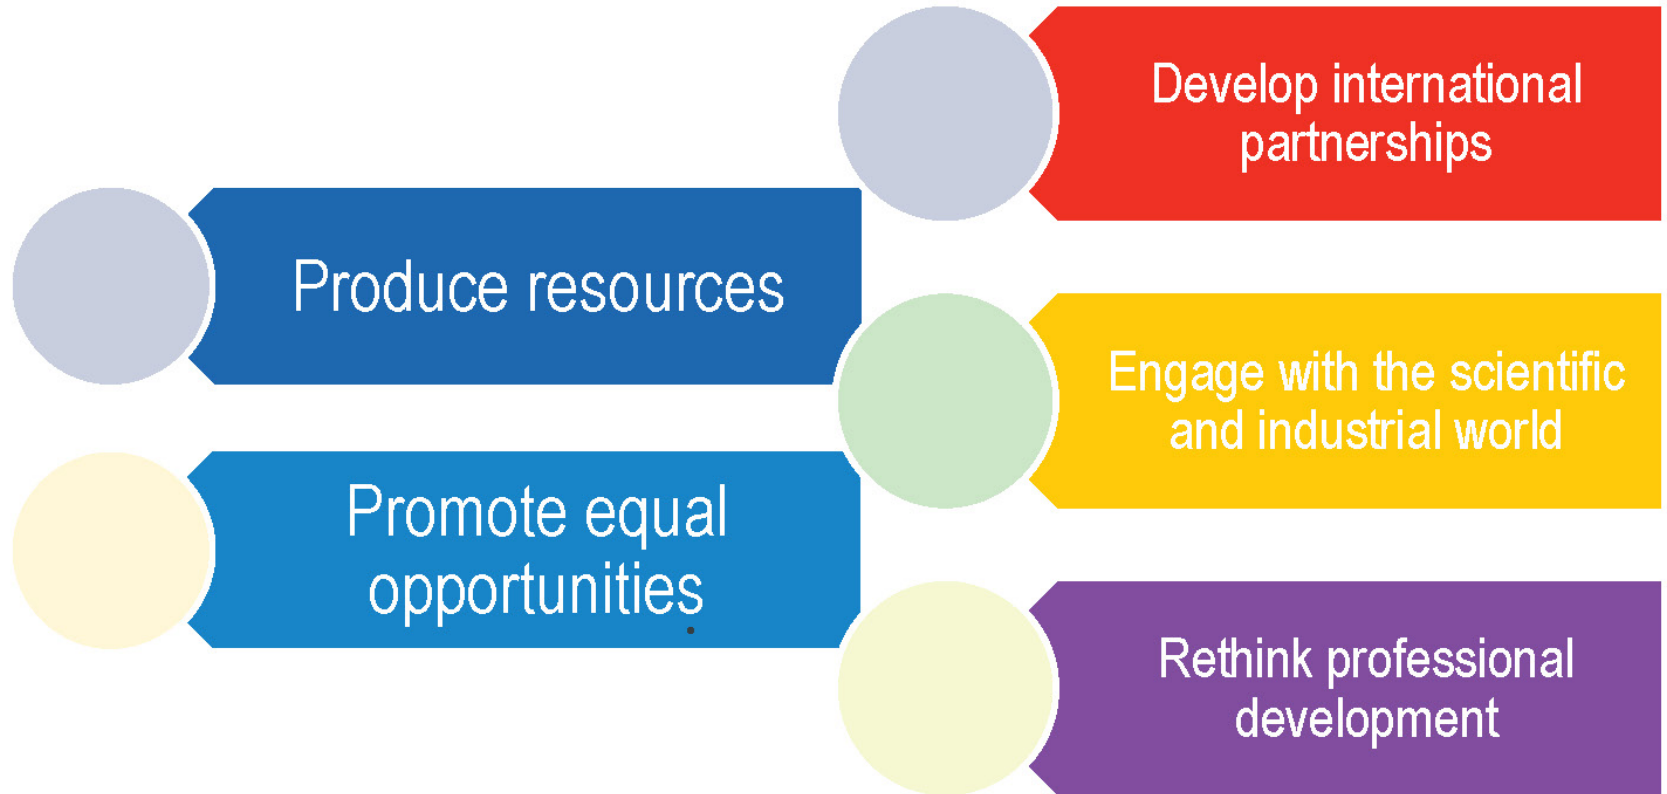 Produce resources
Promote equal
opportunities
Develop international
partnerships
Engage with the scientific
and industrial world
Rethink professional
development